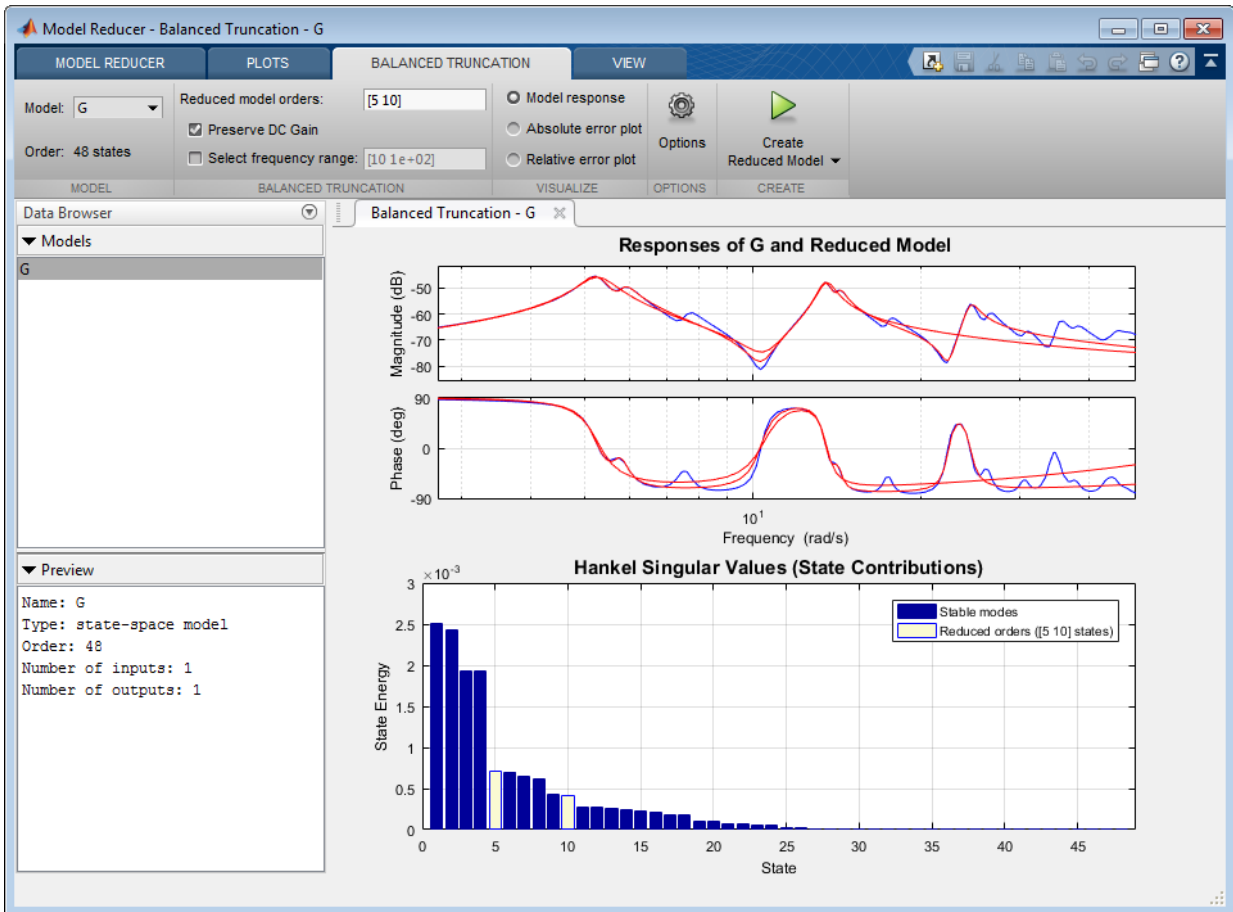 Model Reducer - Balanced Truncation - G
MODEL REDUCER
PLOTS
BALANCED TRUNCATION
VIEW
Model: G
Order: 48 states
MODEL
Reduced model orders: [5 10]
Preserve DC Gain
Select frequency range: [10 1e+02]
BALANCED TRUNCATION
Model response
Absolute error plot
Relative error plot
VISUALIZE
Options
OPTIONS
Create
Reduced Model
CREATE
Data Browser
Models
G
Preview
Name: G
Type: state-space model
Order: 48
Number of inputs: 1
Number of outputs: 1
Balanced Truncation - G
Responses of G and Reduced Model
Magnitude (dB)
-50
-60
-70
-80
Phase (deg)
90
0
-90
10¹
Frequency (rad/s)
Hankel Singular Values (State Contributions)
×10⁻³
State Energy
3
2.5
2
1.5
1
0.5
0
Stable modes
Reduced orders ([5 10] states)
0 5 10 15 20 25 30 35 40 45
State